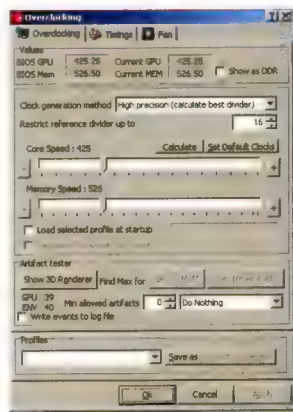 Overclocking
Overclocking Timings Fan
Values
BIOS GPU 425.25 Current GPU 425.25
BIOS Mem 526.50 Current MEM 526.50 Show as DDR
Clock generation method High precision (calculate best divider)
Restrict reference divider up to 16
Core Speed : 425 Calculate Set Default Clocks
- +
Memory Speed : 526
- +
Load selected profile at startup
Artifact tester
Show 3D Renderer Find Max for
GPU 39
ENV 40 Min allowed artifacts 0 Do Nothing
Write events to log file
Profiles
Save as
Ok Cancel